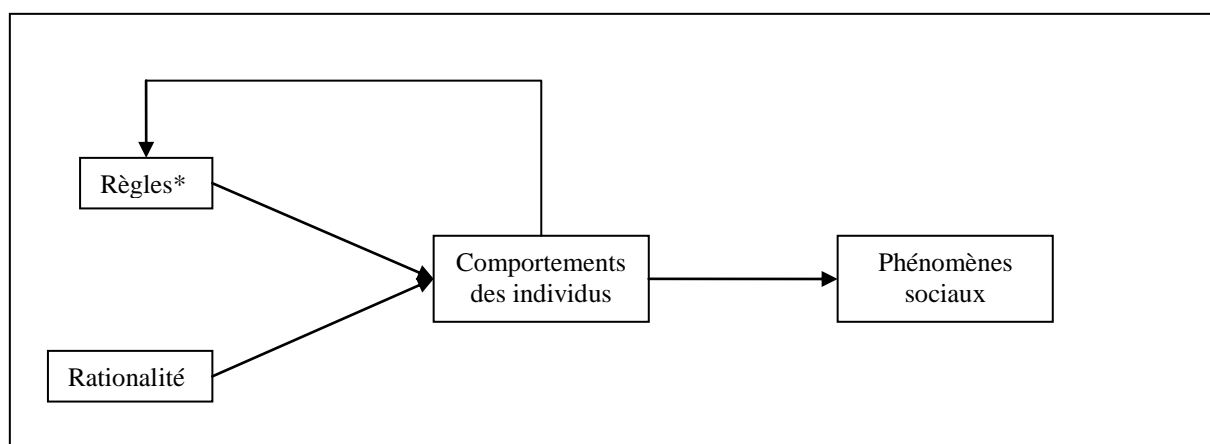 Règles*
Comportements
des individus
Phénomènes
sociaux
Rationalité